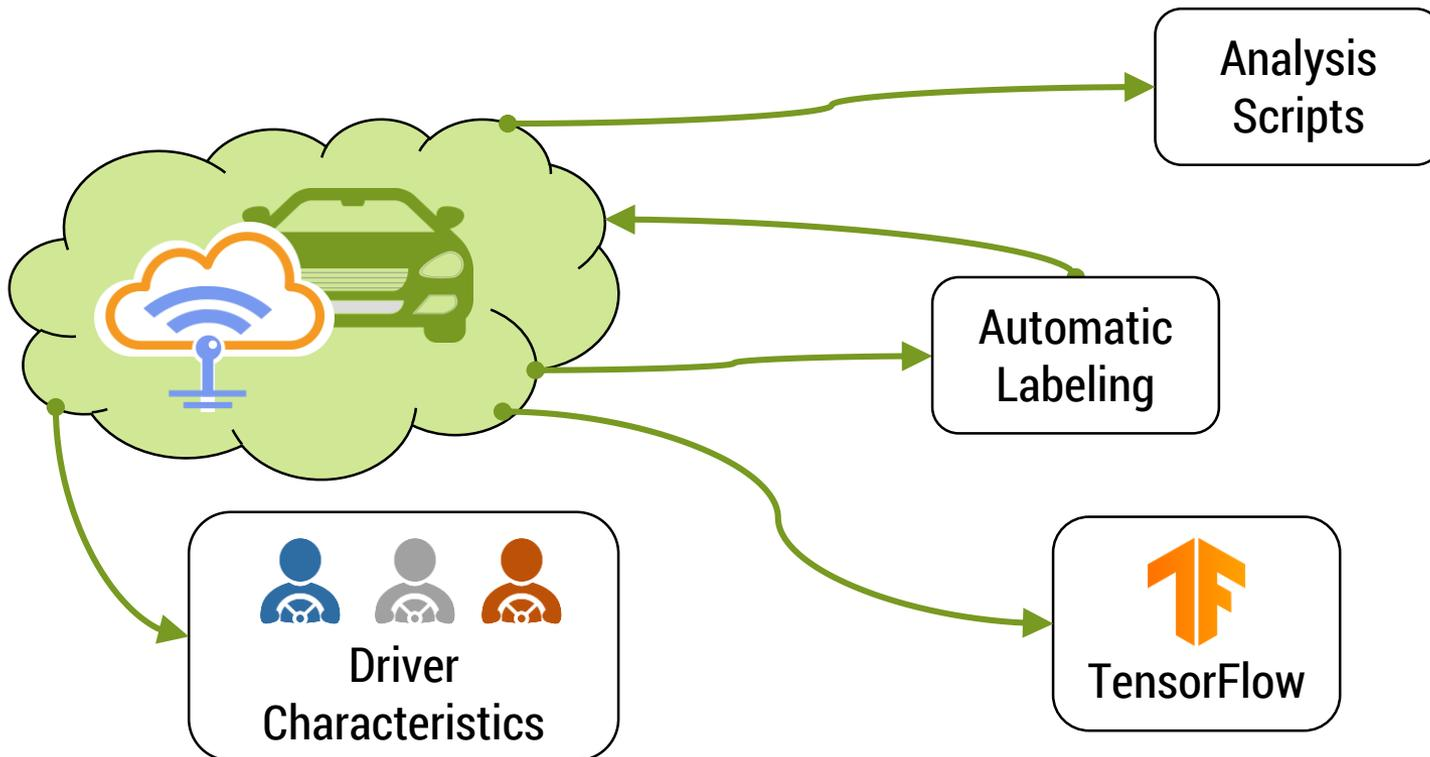 Analysis
Scripts
Automatic
Labeling
Driver
Characteristics
TensorFlow